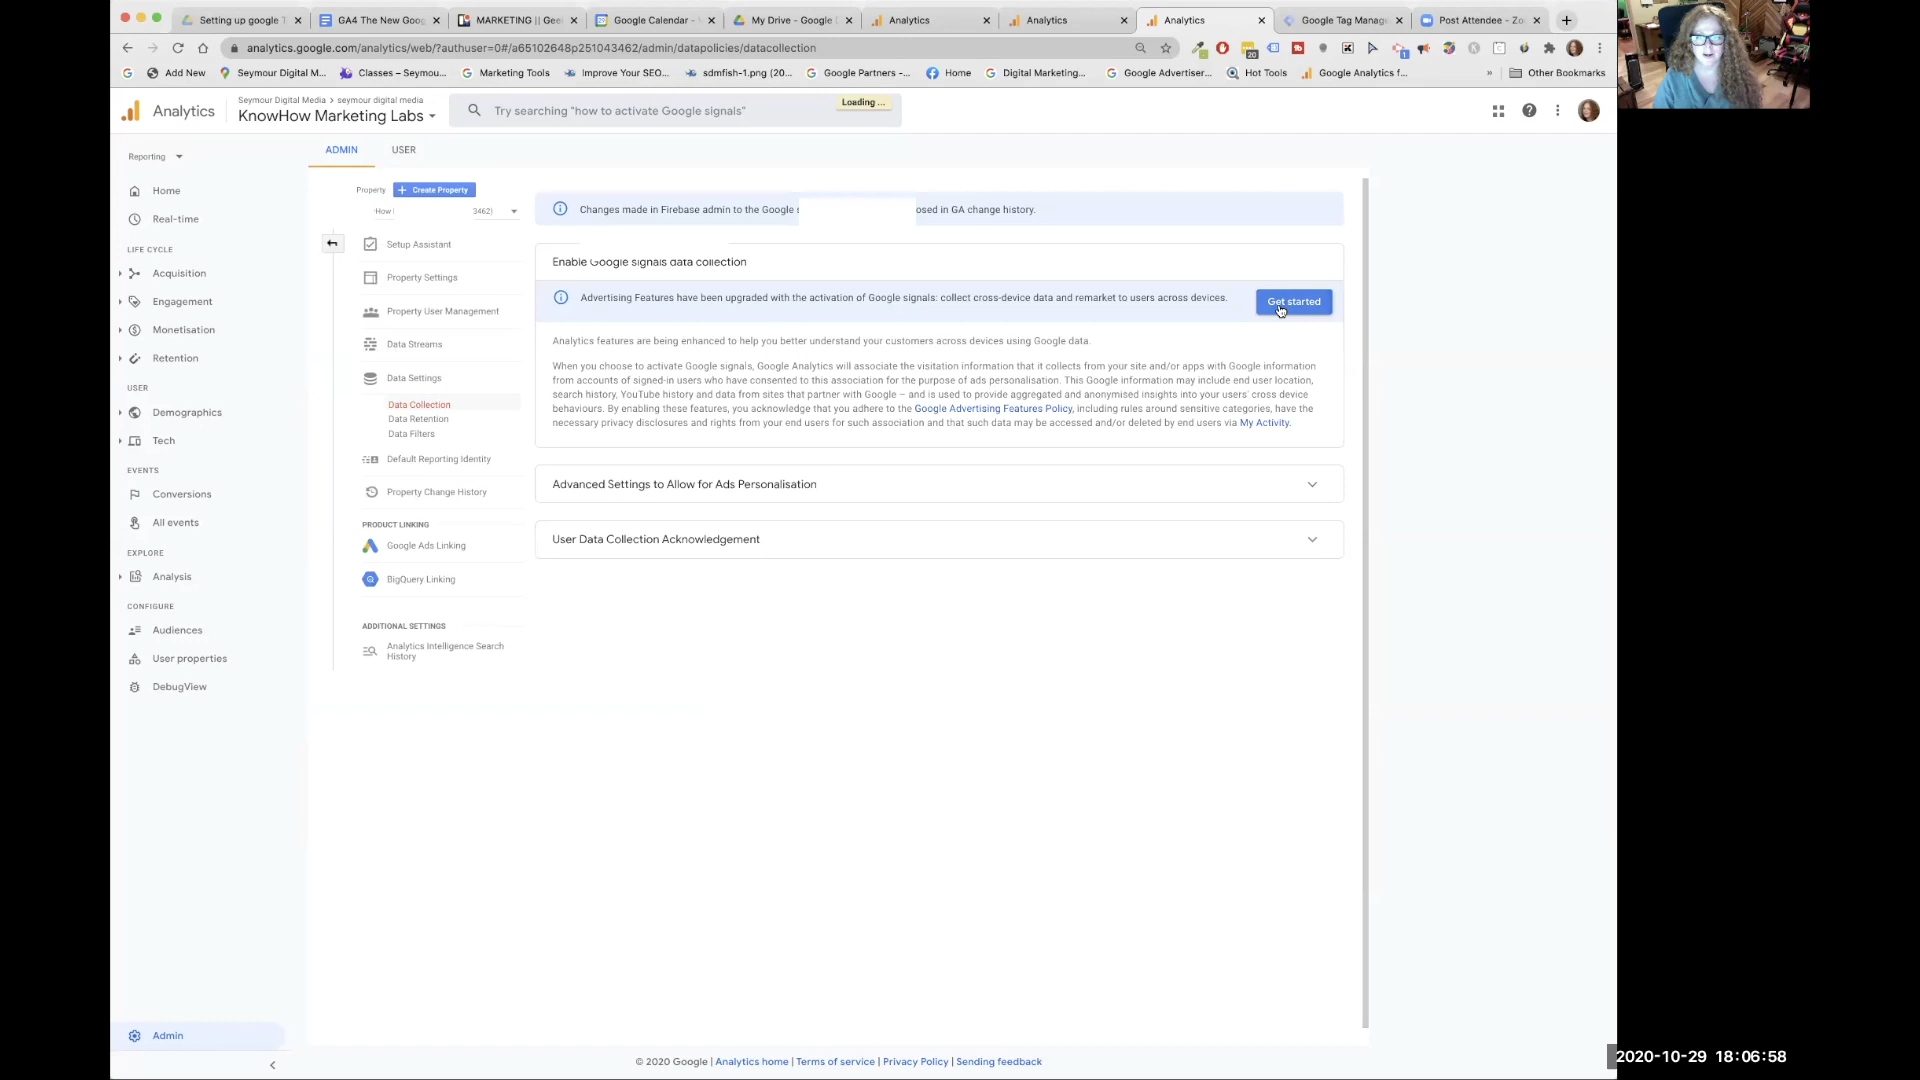 Setting up google T
GA4 The New Goog
MARKETING || Geel
Google Calendar - V
My Drive - Google D
Analytics
Analytics
Analytics
Google Tag Manag
Post Attendee - Zoo
analytics.google.com/analytics/web/?authuser=0#/a65102648p251043462/admin/datapolicies/datacollection
20
1
Add New
Seymour Digital M...
Classes – Seymou...
Marketing Tools
Improve Your SEO...
sdmfish-1.png (20...
Google Partners -...
Home
Digital Marketing...
Google Advertiser...
Hot Tools
Google Analytics f...
»
Other Bookmarks
Analytics
Seymour Digital Media > seymour digital media
KnowHow Marketing Labs
Try searching "how to activate Google signals"
Loading ...
Reporting
Home
Real-time
LIFE CYCLE
Acquisition
Engagement
Monetisation
Retention
USER
Demographics
Tech
EVENTS
Conversions
All events
EXPLORE
Analysis
CONFIGURE
Audiences
User properties
DebugView
Admin
ADMIN
USER
Property
+ Create Property
How
3462)
Setup Assistant
Property Settings
Property User Management
Data Streams
Data Settings
Data Collection
Data Retention
Data Filters
Default Reporting Identity
Property Change History
PRODUCT LINKING
Google Ads Linking
BigQuery Linking
ADDITIONAL SETTINGS
Analytics Intelligence Search
History
Changes made in Firebase admin to the Google s osed in GA change history.
Enable Google signals data collection
Advertising Features have been upgraded with the activation of Google signals: collect cross-device data and remarket to users across devices.
Get started
Analytics features are being enhanced to help you better understand your customers across devices using Google data.
When you choose to activate Google signals, Google Analytics will associate the visitation information that it collects from your site and/or apps with Google information
from accounts of signed-in users who have consented to this association for the purpose of ads personalisation. This Google information may include end user location,
search history, YouTube history and data from sites that partner with Google – and is used to provide aggregated and anonymised insights into your users' cross device
behaviours. By enabling these features, you acknowledge that you adhere to the Google Advertising Features Policy, including rules around sensitive categories, have the
necessary privacy disclosures and rights from your end users for such association and that such data may be accessed and/or deleted by end users via My Activity.
Advanced Settings to Allow for Ads Personalisation
User Data Collection Acknowledgement
© 2020 Google | Analytics home | Terms of service | Privacy Policy | Sending feedback
2020-10-29 18:06:58